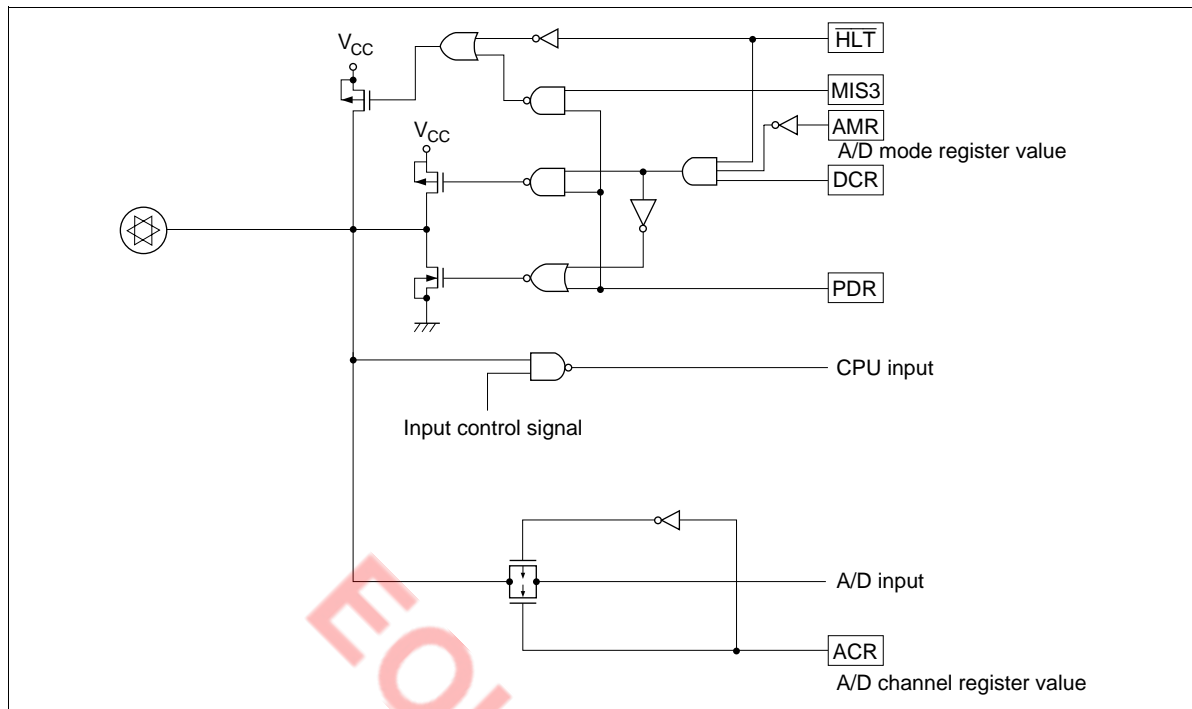 HLT
VCC
MIS3
AMR
A/D mode register value
VCC
DCR
PDR
CPU input
Input control signal
A/D input
ACR
A/D channel register value